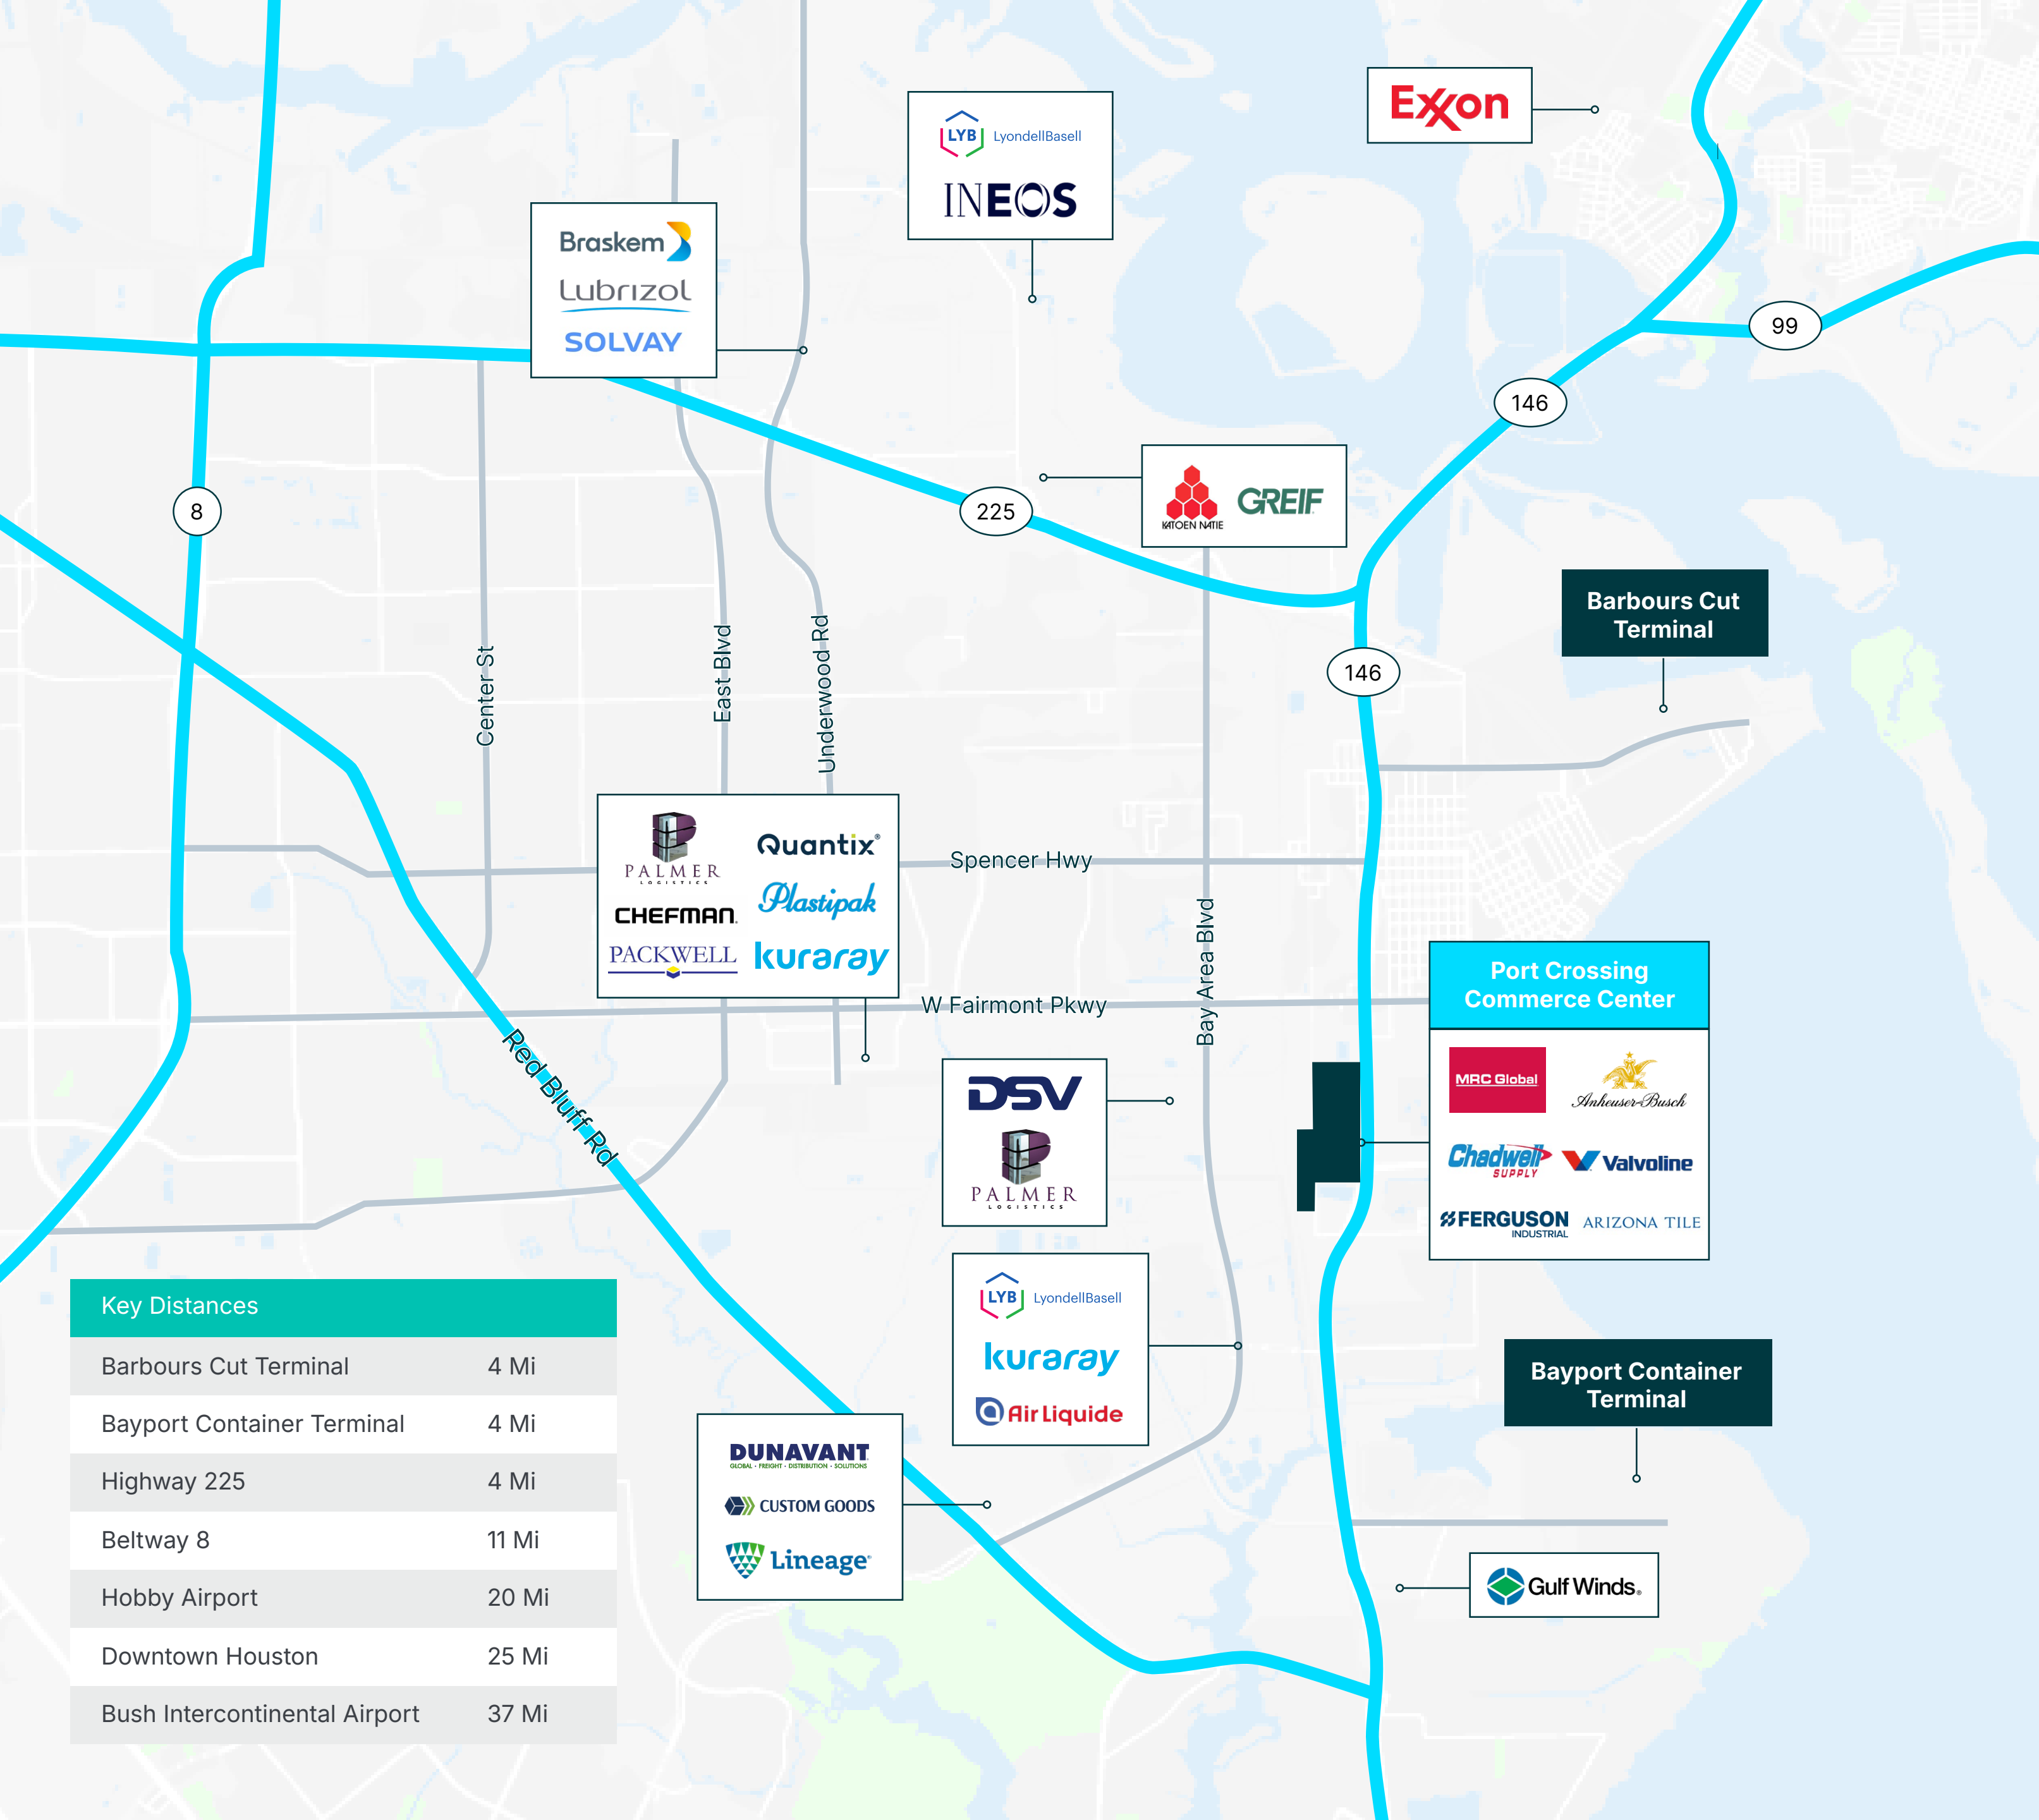 Exxon
LYB LyondellBasell
INEOS
Braskem
Lubrizol
SOLVAY
99
146
KATOEN NATIE
GREIF
8
225
Barbours Cut
Terminal
146
Center St
East Blvd
Underwood Rd
PALMER
LOGISTICS
Quantix®
CHEFMAN.
Plastipak
PACKWELL
kuraray
Spencer Hwy
Bay Area Blvd
W Fairmont Pkwy
Red Bluff Rd
Port Crossing
Commerce Center
MRC Global
Anheuser-Busch
Chadwell
SUPPLY
Valvoline
FERGUSON
INDUSTRIAL
ARIZONA TILE
DSV
PALMER
LOGISTICS
LYB LyondellBasell
kuraray
Air Liquide
DUNAVANT
GLOBAL · FREIGHT · DISTRIBUTION · SOLUTIONS
CUSTOM GOODS
Lineage
Bayport Container
Terminal
Gulf Winds®
Key Distances
Barbours Cut Terminal 4 Mi
Bayport Container Terminal 4 Mi
Highway 225 4 Mi
Beltway 8 11 Mi
Hobby Airport 20 Mi
Downtown Houston 25 Mi
Bush Intercontinental Airport 37 Mi